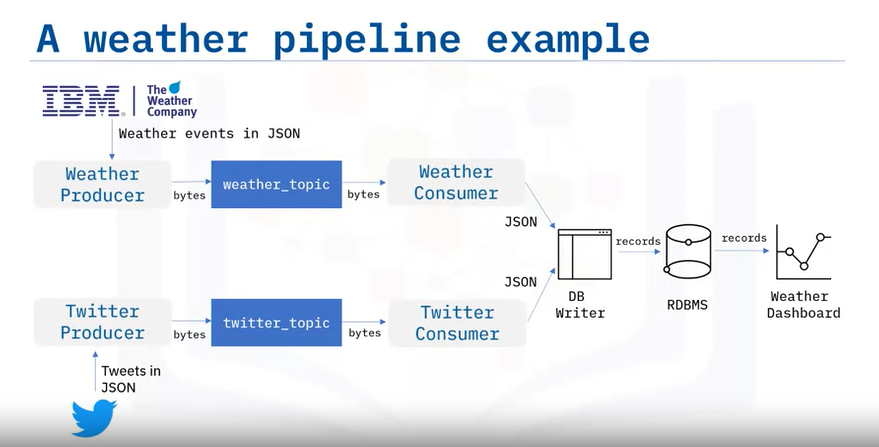 A weather pipeline example
IBM®
The
Weather
Company
Weather events in JSON
Weather
Producer
bytes
weather_topic
bytes
Weather
Consumer
JSON
Twitter
Producer
bytes
twitter_topic
bytes
Twitter
Consumer
JSON
Tweets in
JSON
DB
Writer
records
RDBMS
records
Weather
Dashboard